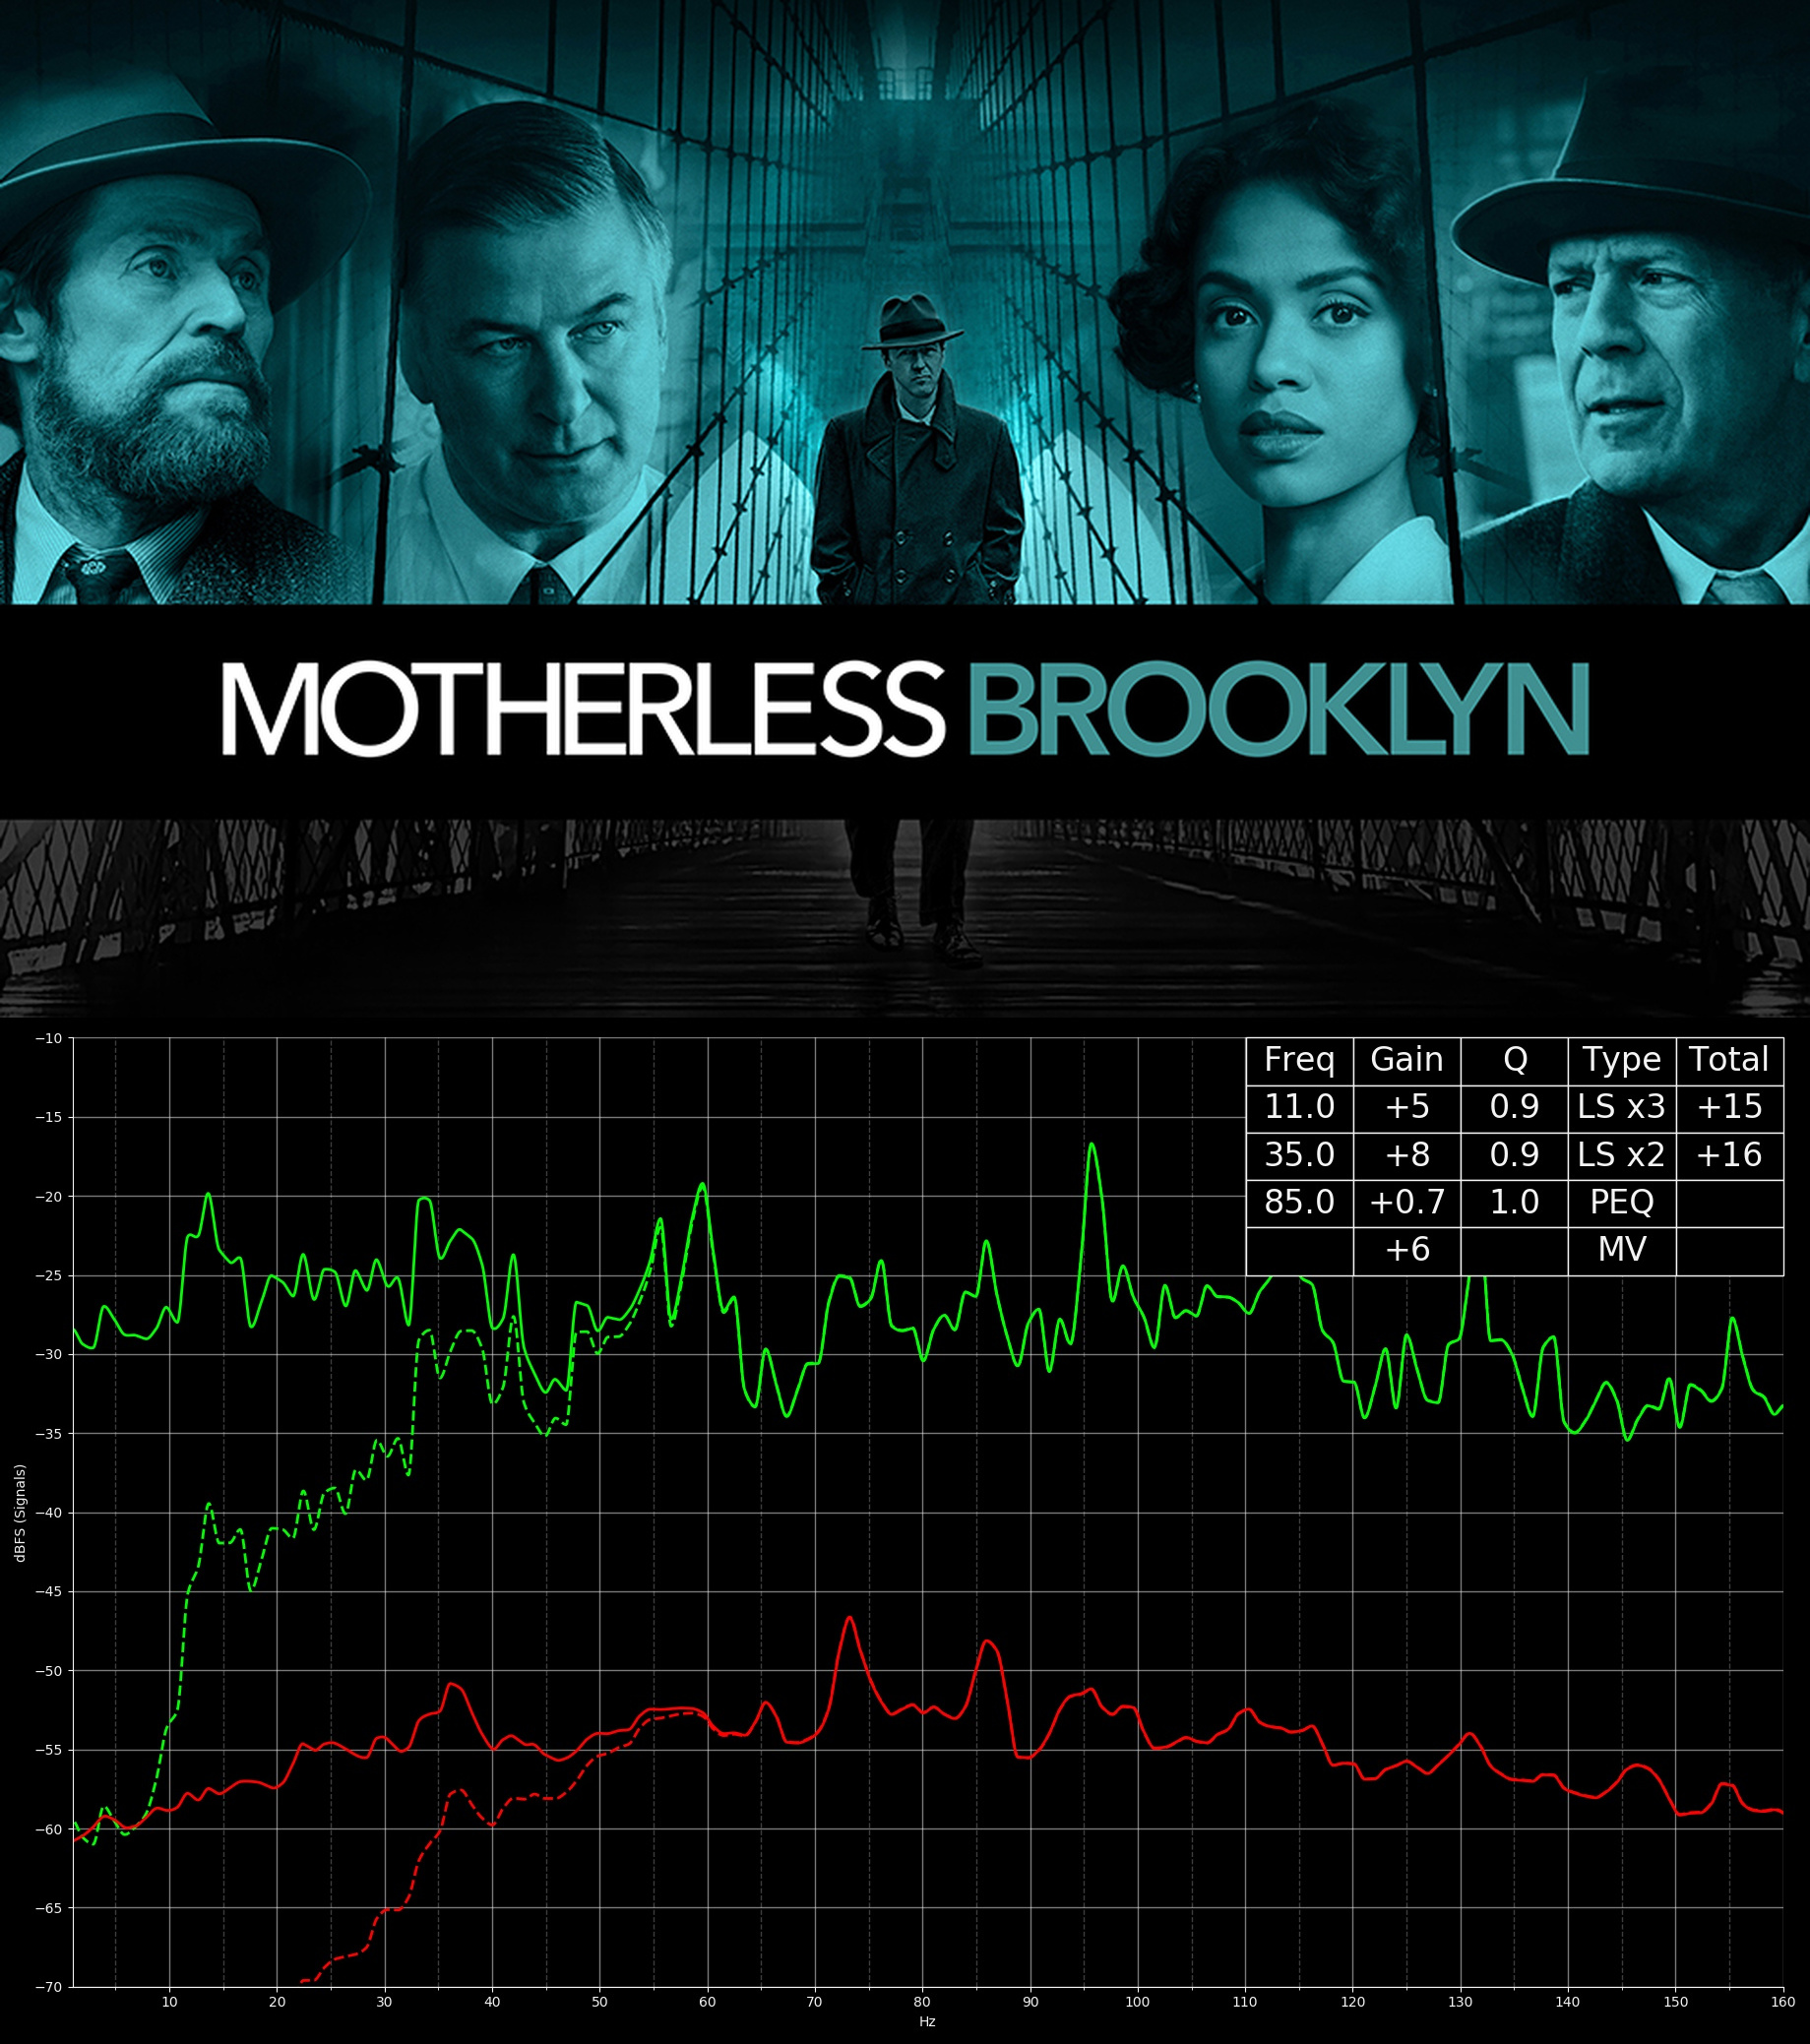 MOTHERLESS BROOKLYN
Freq Gain Q Type Total
11.0 +5 0.9 LS x3 +15
35.0 +8 0.9 LS x2 +16
85.0 +0.7 1.0 PEQ
+6 MV
−10
−15
−20
−25
−30
−35
−40
−45
−50
−55
−60
−65
−70
dBFS (Signals)
10 20 30 40 50 60 70 80 90 100 110 120 130 140 150 160
Hz